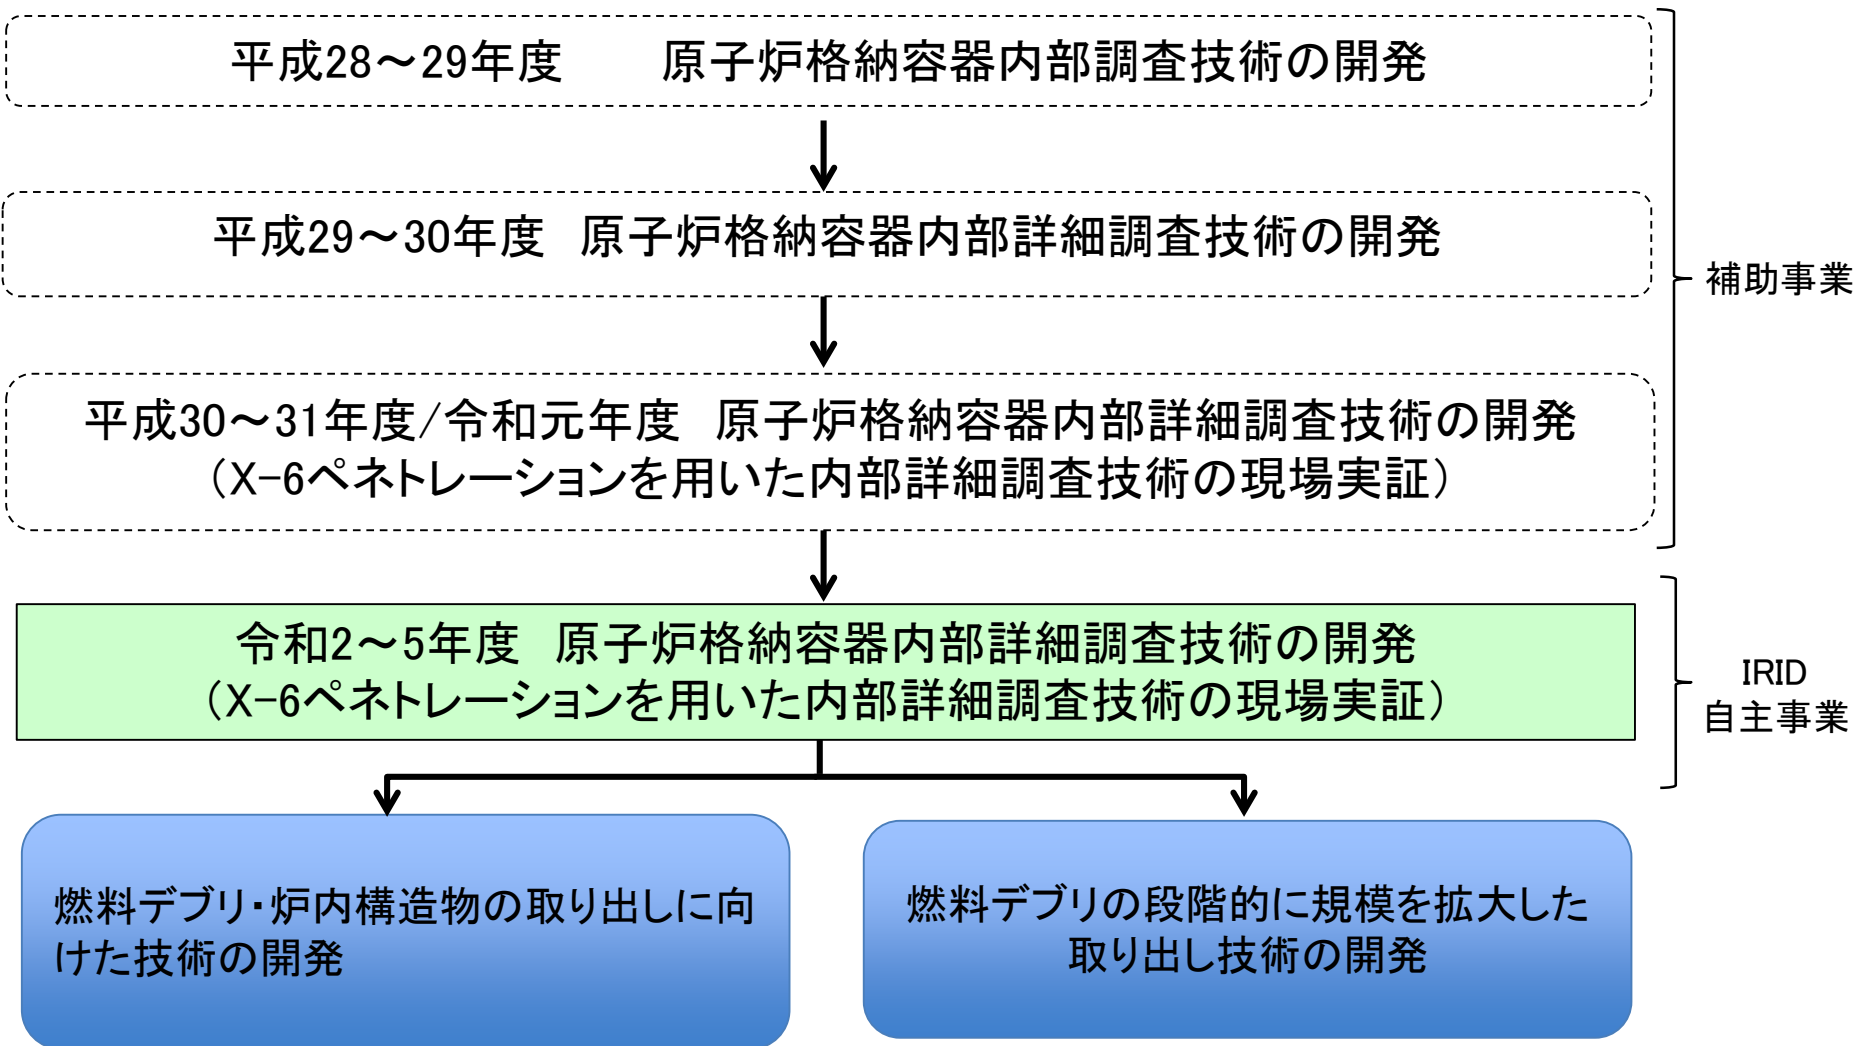 平成28～29年度　　原子炉格納容器内部調査技術の開発
平成29～30年度　原子炉格納容器内部詳細調査技術の開発
補助事業
平成30～31年度/令和元年度　原子炉格納容器内部詳細調査技術の開発
（X-6ペネトレーションを用いた内部詳細調査技術の現場実証）
令和2～5年度　原子炉格納容器内部詳細調査技術の開発
（X-6ペネトレーションを用いた内部詳細調査技術の現場実証）
IRID
自主事業
燃料デブリ・炉内構造物の取り出しに向
けた技術の開発
燃料デブリの段階的に規模を拡大した
取り出し技術の開発